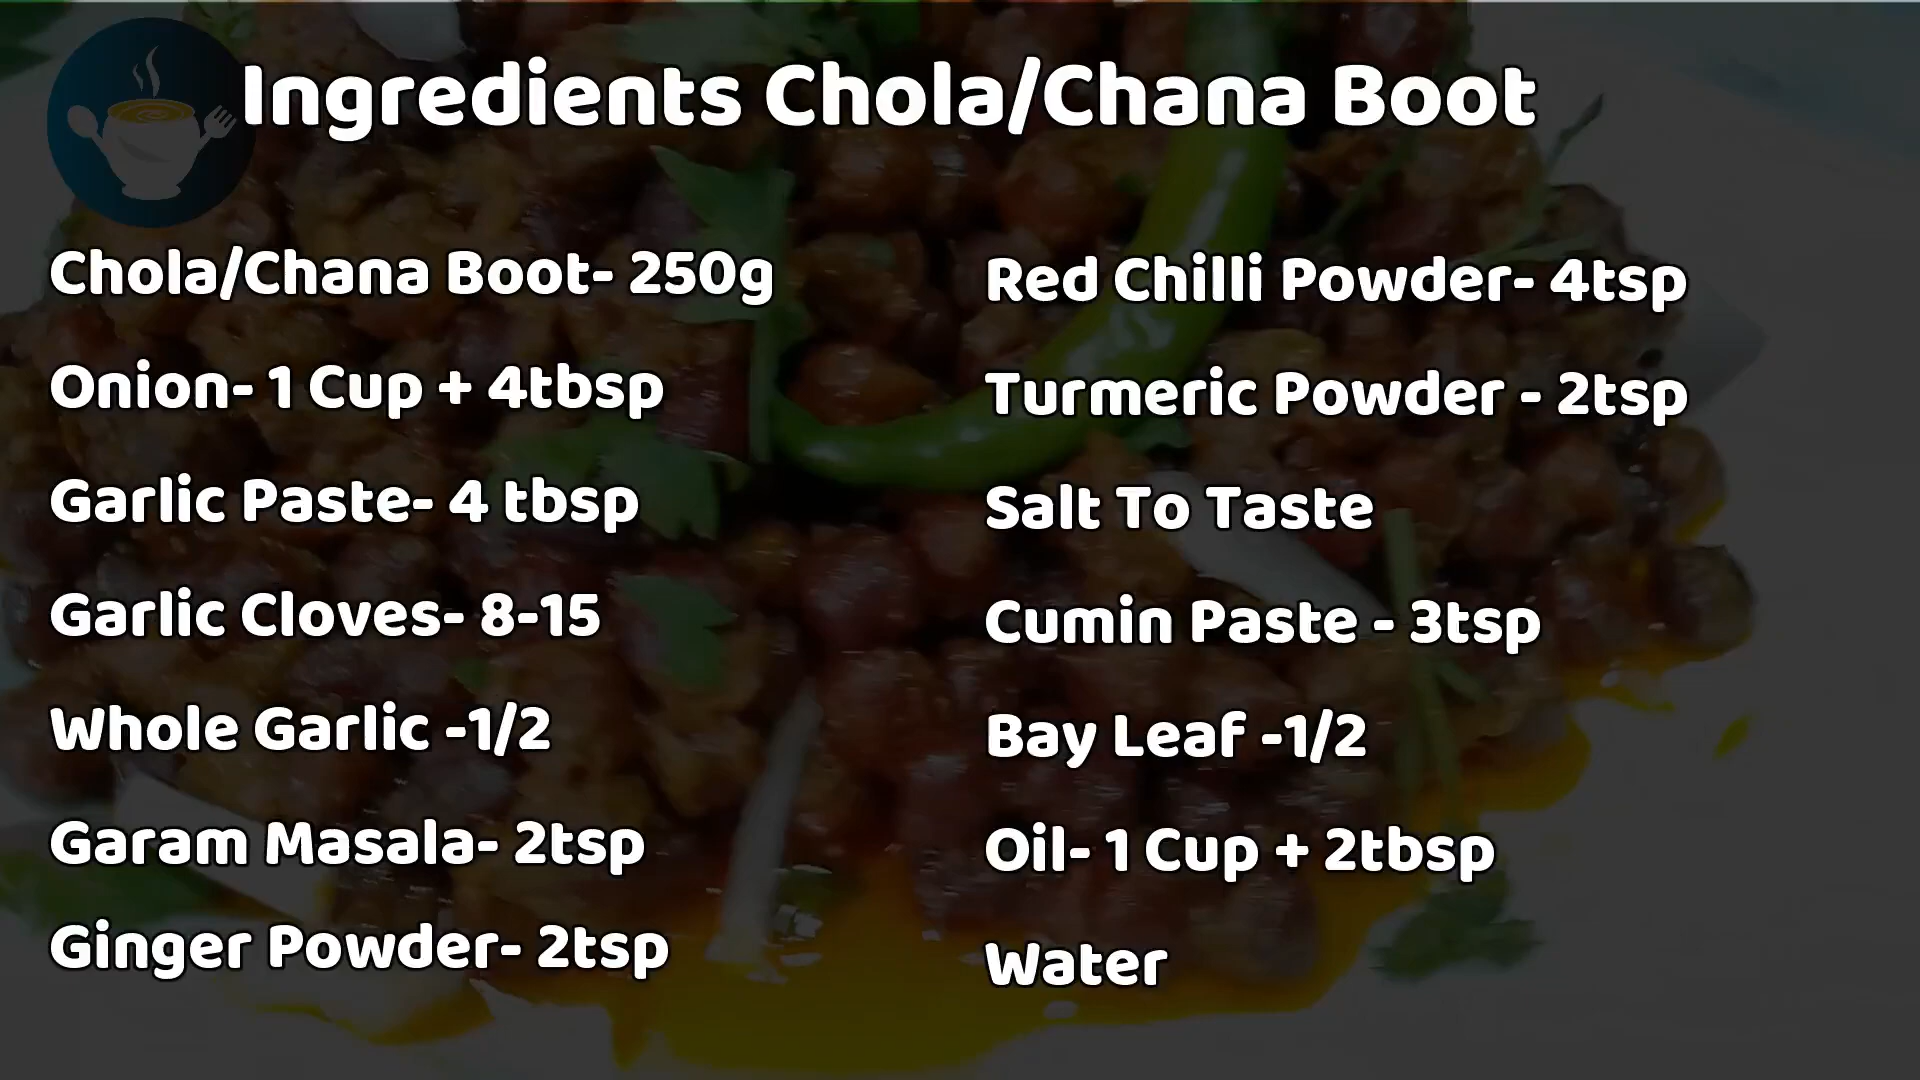 Ingredients Chola/Chana Boot
Chola/Chana Boot- 250g
Onion- 1 Cup + 4tbsp
Garlic Paste- 4 tbsp
Garlic Cloves- 8-15
Whole Garlic -1/2
Garam Masala- 2tsp
Ginger Powder- 2tsp
Red Chilli Powder- 4tsp
Turmeric Powder - 2tsp
Salt To Taste
Cumin Paste - 3tsp
Bay Leaf -1/2
Oil- 1 Cup + 2tbsp
Water